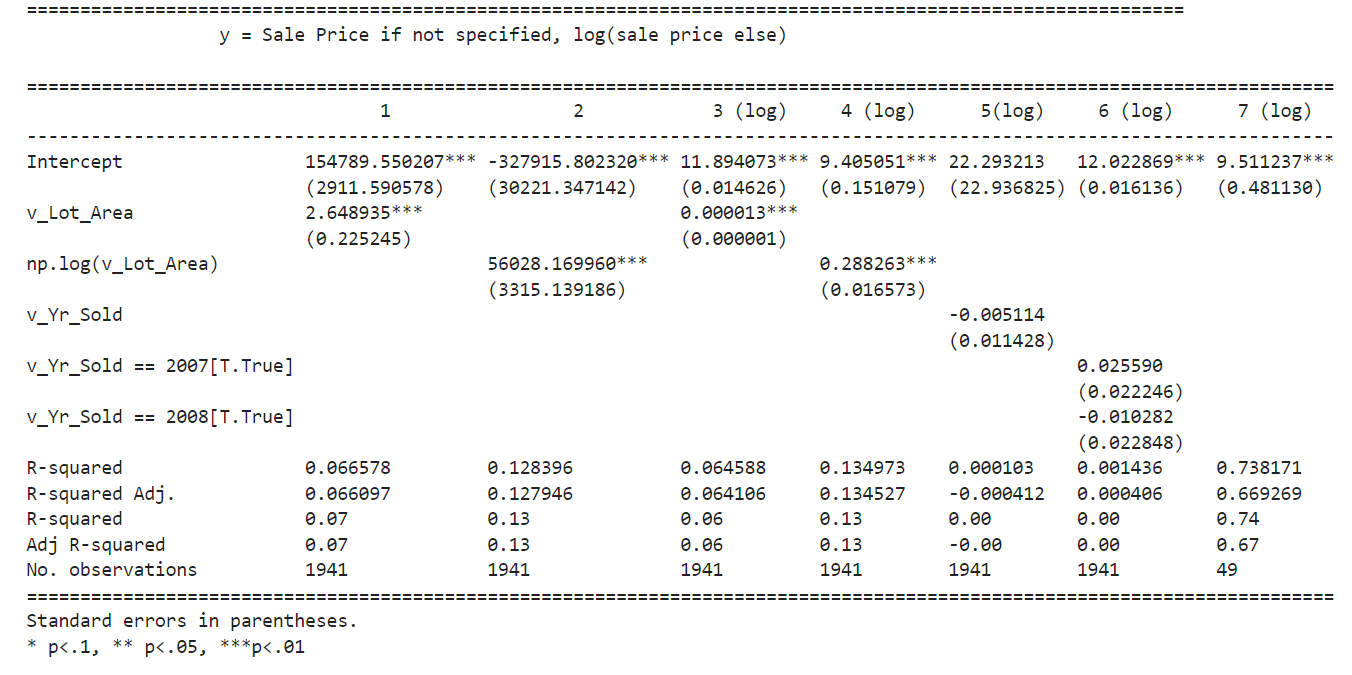 ============================================================================================================
y = Sale Price if not specified, log(sale price else)
==========================================================================================================================
                          1                 2            3 (log)     4 (log)      5(log)     6 (log)      7 (log)
--------------------------------------------------------------------------------------------------------------------------
Intercept                 154789.550207*** -327915.802320*** 11.894073*** 9.405051*** 22.293213   12.022869*** 9.511237***
                          (2911.590578)    (30221.347142)    (0.014626)   (0.151079)  (22.936825) (0.016136)   (0.481130)
v_Lot_Area                2.648935***                        0.000013***
                          (0.225245)                         (0.000001)
np.log(v_Lot_Area)                         56028.169960***                0.288263***
                                           (3315.139186)                  (0.016573)
v_Yr_Sold                                                                             -0.005114
                                                                                      (0.011428)
v_Yr_Sold == 2007[T.True]                                                                         0.025590
                                                                                                  (0.022246)
v_Yr_Sold == 2008[T.True]                                                                         -0.010282
                                                                                                  (0.022848)
R-squared                 0.066578         0.128396          0.064588     0.134973    0.000103    0.001436     0.738171
R-squared Adj.            0.066097         0.127946          0.064106     0.134527    -0.000412   0.000406     0.669269
R-squared                 0.07             0.13              0.06         0.13        0.00        0.00         0.74
Adj R-squared             0.07             0.13              0.06         0.13        -0.00       0.00         0.67
No. observations          1941             1941              1941         1941        1941        1941         49
==========================================================================================================================
Standard errors in parentheses.
* p<.1, ** p<.05, ***p<.01